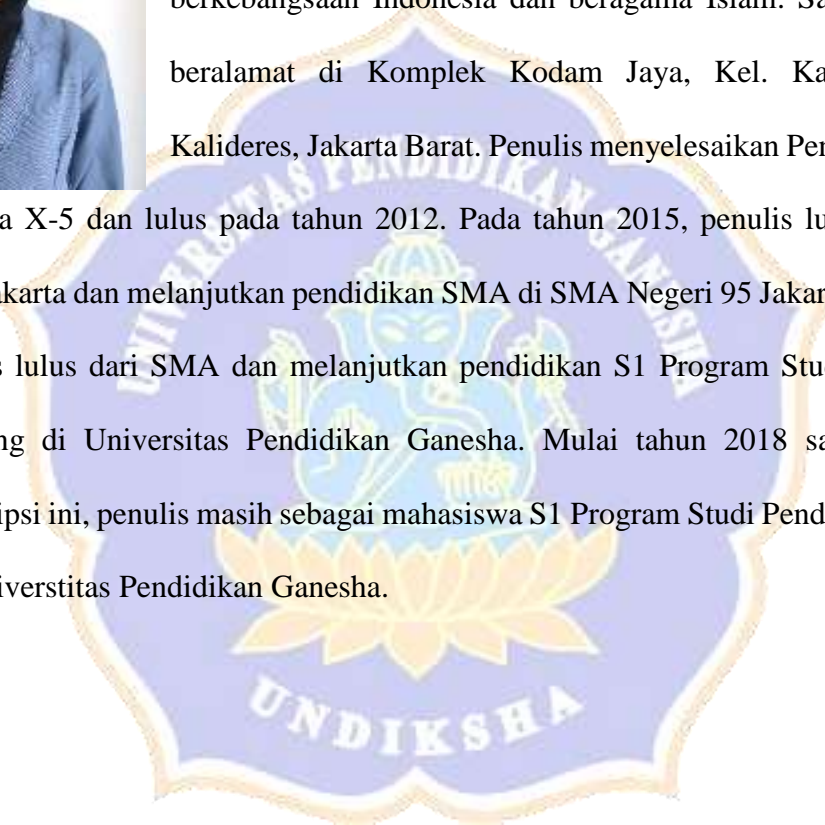 berkebangsaan Indonesia dan beragama Islam.
beralamat di Komplek Kodam Jaya, Kel.
Kalideres, Jakarta Barat. Penulis menyelesaikan
X-5 dan lulus pada tahun 2012. Pada tahun 2015, penulis
dan melanjutkan pendidikan SMA di SMA Negeri 95
lulus dari SMA dan melanjutkan pendidikan S1 Program
di Universitas Pendidikan Ganesha. Mulai tahun 2018
ini, penulis masih sebagai mahasiswa S1 Program Studi
Pendidikan Ganesha.
UNIVERSITAS PENDIDIKAN GANESHA
UNDIKSHA